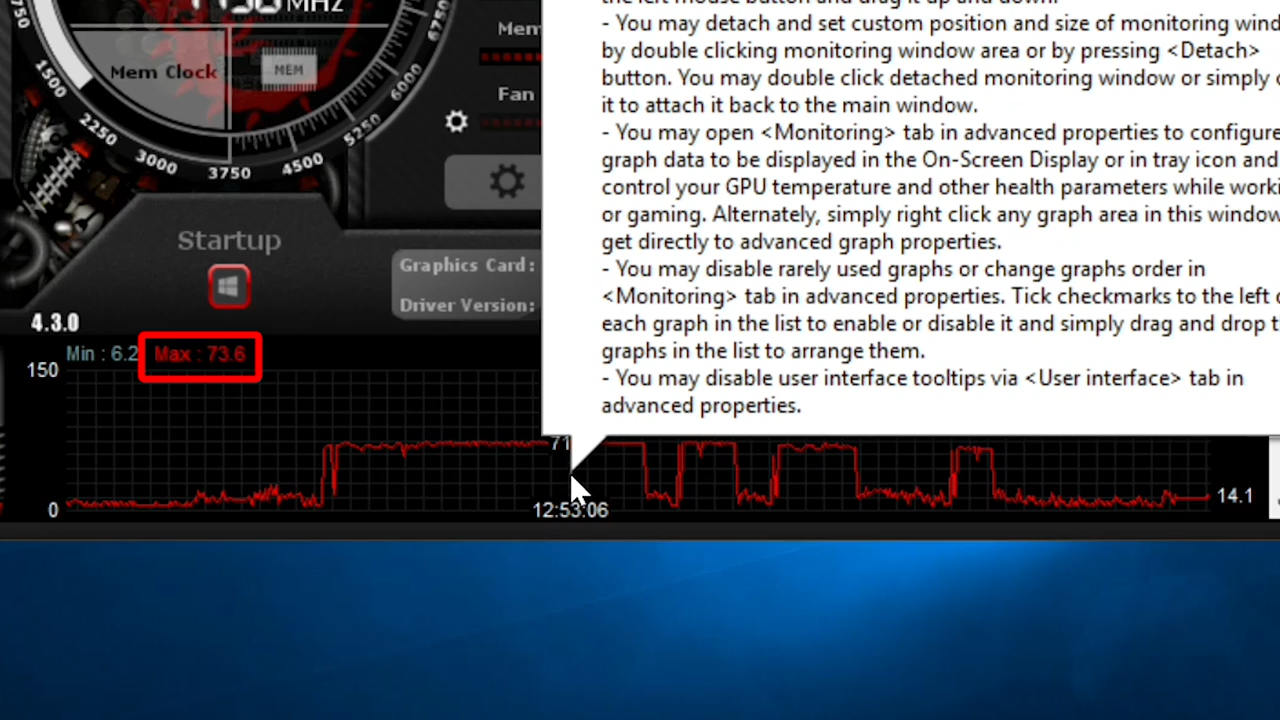 MHz
750
6750
Mem Clock
MEM
Mem
Fan
1500
2250
3000
3750
4500
5250
6000
Startup
Graphics Card:
Driver Version:
4.3.0
Min : 6.2
Max : 73.6
150
0
71
12:53:06
14.1
- You may detach and set custom position and size of monitoring wind
by double clicking monitoring window area or by pressing <Detach>
button. You may double click detached monitoring window or simply
it to attach it back to the main window.
- You may open <Monitoring> tab in advanced properties to configure
graph data to be displayed in the On-Screen Display or in tray icon and
control your GPU temperature and other health parameters while worki
or gaming. Alternately, simply right click any graph area in this window
get directly to advanced graph properties.
- You may disable rarely used graphs or change graphs order in
<Monitoring> tab in advanced properties. Tick checkmarks to the left
each graph in the list to enable or disable it and simply drag and drop
graphs in the list to arrange them.
- You may disable user interface tooltips via <User interface> tab in
advanced properties.